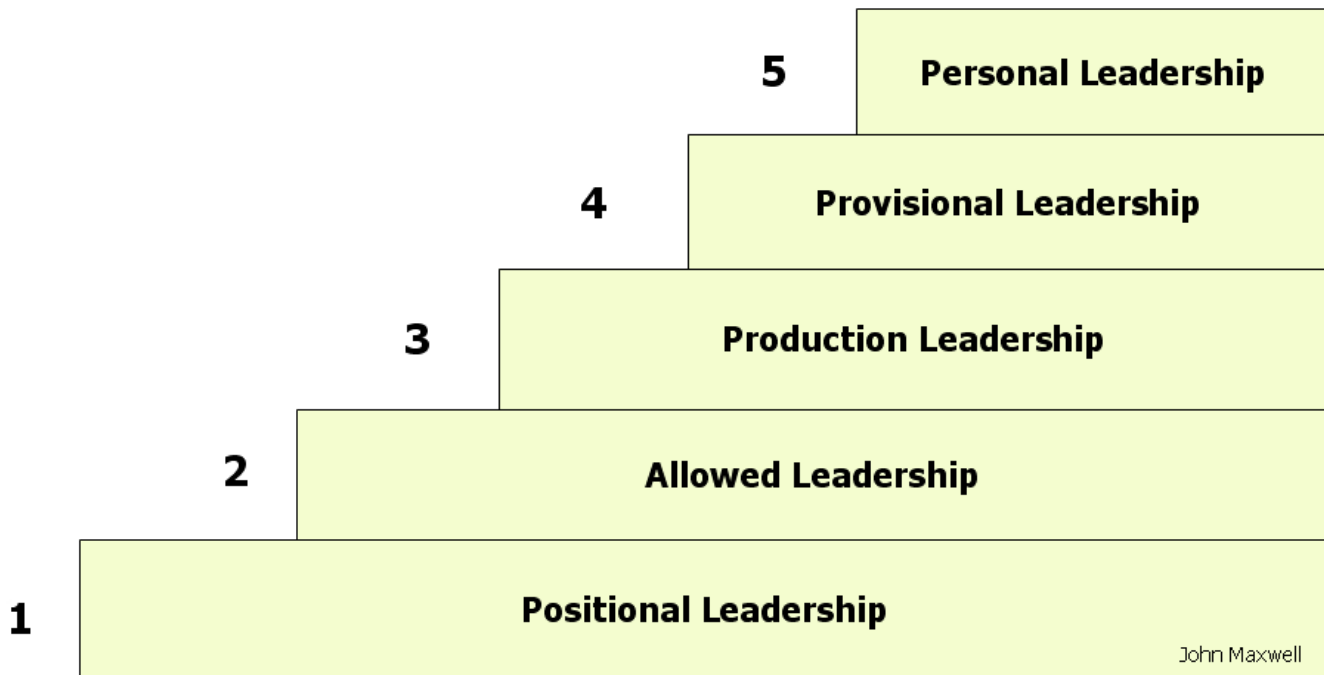 5 Personal Leadership
4 Provisional Leadership
3 Production Leadership
2 Allowed Leadership
1 Positional Leadership
John Maxwell